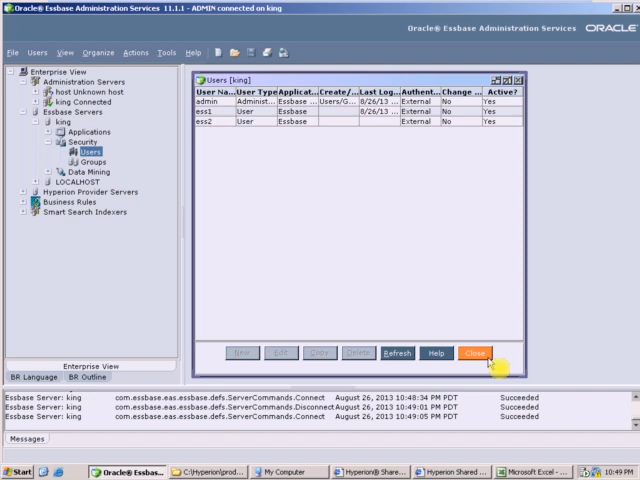 Oracle® Essbase Administration Services 11.1.1 - ADMIN connected on king
Oracle® Essbase Administration Services ORACLE
File Users View Organize Actions Tools Help
Enterprise View
Administration Servers
host Unknown host
king Connected
Essbase Servers
king
Applications
Security
Users
Groups
Data Mining
LOCALHOST
Hyperion Provider Servers
Business Rules
Smart Search Indexers
Enterprise View
BR Language BR Outline
Users [king]
User Na... User Type Applicat... Create/... Last Log... Authent... Change ... Active?
admin Administ... Essbase ... Users/G... 8/26/13 ... External No Yes
ess1 User Essbase 8/26/13 ... External No Yes
ess2 User Essbase External No Yes
New Edit Copy Delete Refresh Help Close
Essbase Server: king com.essbase.eas.essbase.defs.ServerCommands.Connect August 26, 2013 10:48:34 PM PDT Succeeded
Essbase Server: king com.essbase.eas.essbase.defs.ServerCommands.Disconnect August 26, 2013 10:49:01 PM PDT Succeeded
Essbase Server: king com.essbase.eas.essbase.defs.ServerCommands.Connect August 26, 2013 10:49:05 PM PDT Succeeded
Messages
Start Oracle® Essbas... C:\Hyperion\prod... My Computer Hyperion® Share... Hyperion Shared ... Microsoft Excel - ... 10:49 PM